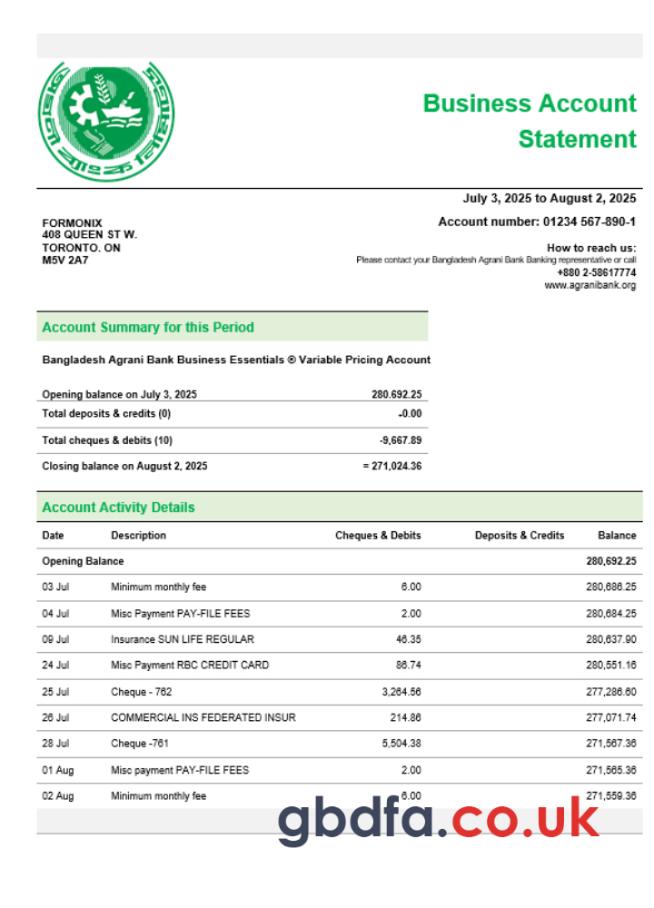 Business Account
Statement
July 3, 2025 to August 2, 2025
Account number: 01234 567-890-1
FORMONIX
408 QUEEN ST W.
TORONTO. ON
M5V 2A7
How to reach us:
Please contact your Bangladesh Agrani Bank Banking representative or call
+880 2-58617774
www.agranibank.org
Account Summary for this Period
Bangladesh Agrani Bank Business Essentials ® Variable Pricing Account
Opening balance on July 3, 2025 280.692.25
Total deposits & credits (0) -0.00
Total cheques & debits (10) -9,667.89
Closing balance on August 2, 2025 = 271,024.36
Account Activity Details
Date Description Cheques & Debits Deposits & Credits Balance
Opening Balance 280,692.25
03 Jul Minimum monthly fee 6.00 280,686.25
04 Jul Misc Payment PAY-FILE FEES 2.00 280,684.25
09 Jul Insurance SUN LIFE REGULAR 46.35 280,637.90
24 Jul Misc Payment RBC CREDIT CARD 86.74 280,551.16
25 Jul Cheque - 762 3,264.56 277,286.60
26 Jul COMMERCIAL INS FEDERATED INSUR 214.86 277,071.74
28 Jul Cheque -761 5,504.38 271,567.36
01 Aug Misc payment PAY-FILE FEES 2.00 271,565.36
02 Aug Minimum monthly fee 6.00 271,559.36
gbdfa.co.uk